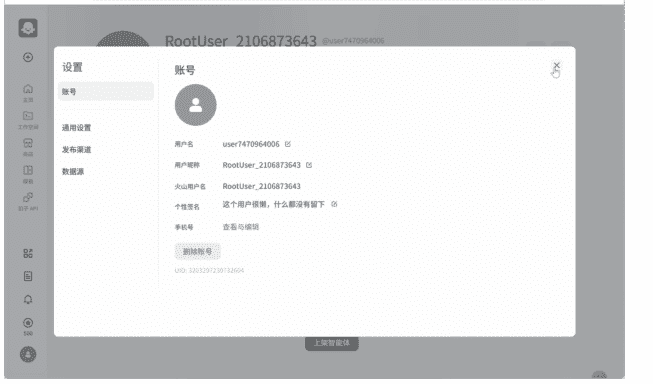 RootUser_2106873643 @user7470964006
设置
账号
通用设置
发布渠道
数据源
账号
用户名 user7470964006
用户昵称 RootUser_2106873643
火山用户名 RootUser_2106873643
个性签名 这个用户很懒，什么都没有留下
手机号 查看与编辑
删除账号
上架智能体